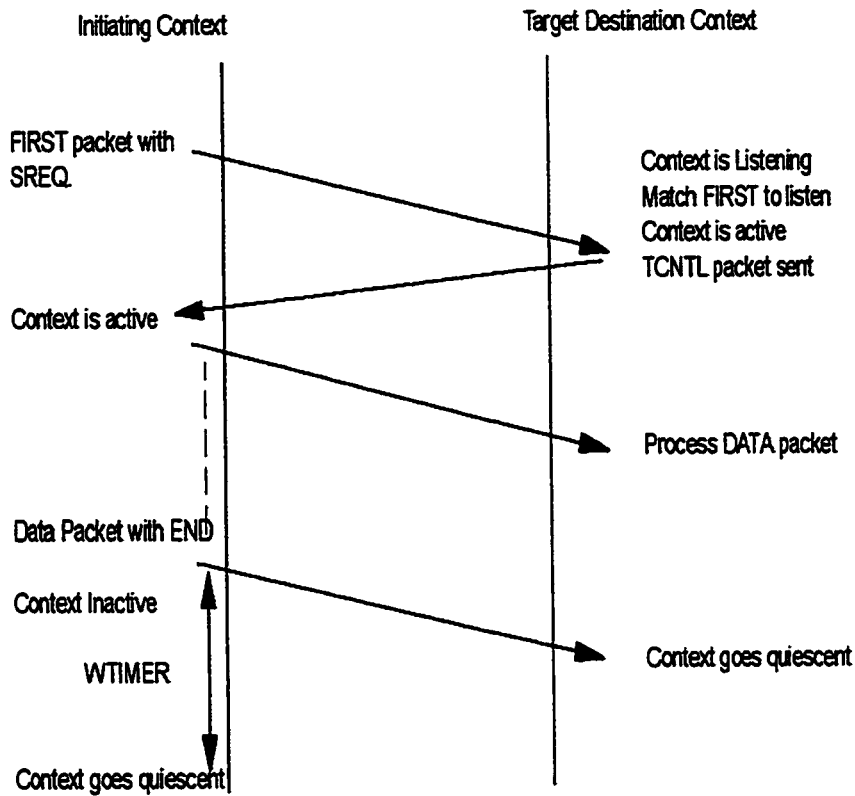 Initiating Context
Target Destination Context
FIRST packet with
SREQ.
Context is Listening
Match FIRST to listen
Context is active
TCNTL packet sent
Context is active
Process DATA packet
Data Packet with END
Context Inactive
WTIMER
Context goes quiescent
Context goes quiescent